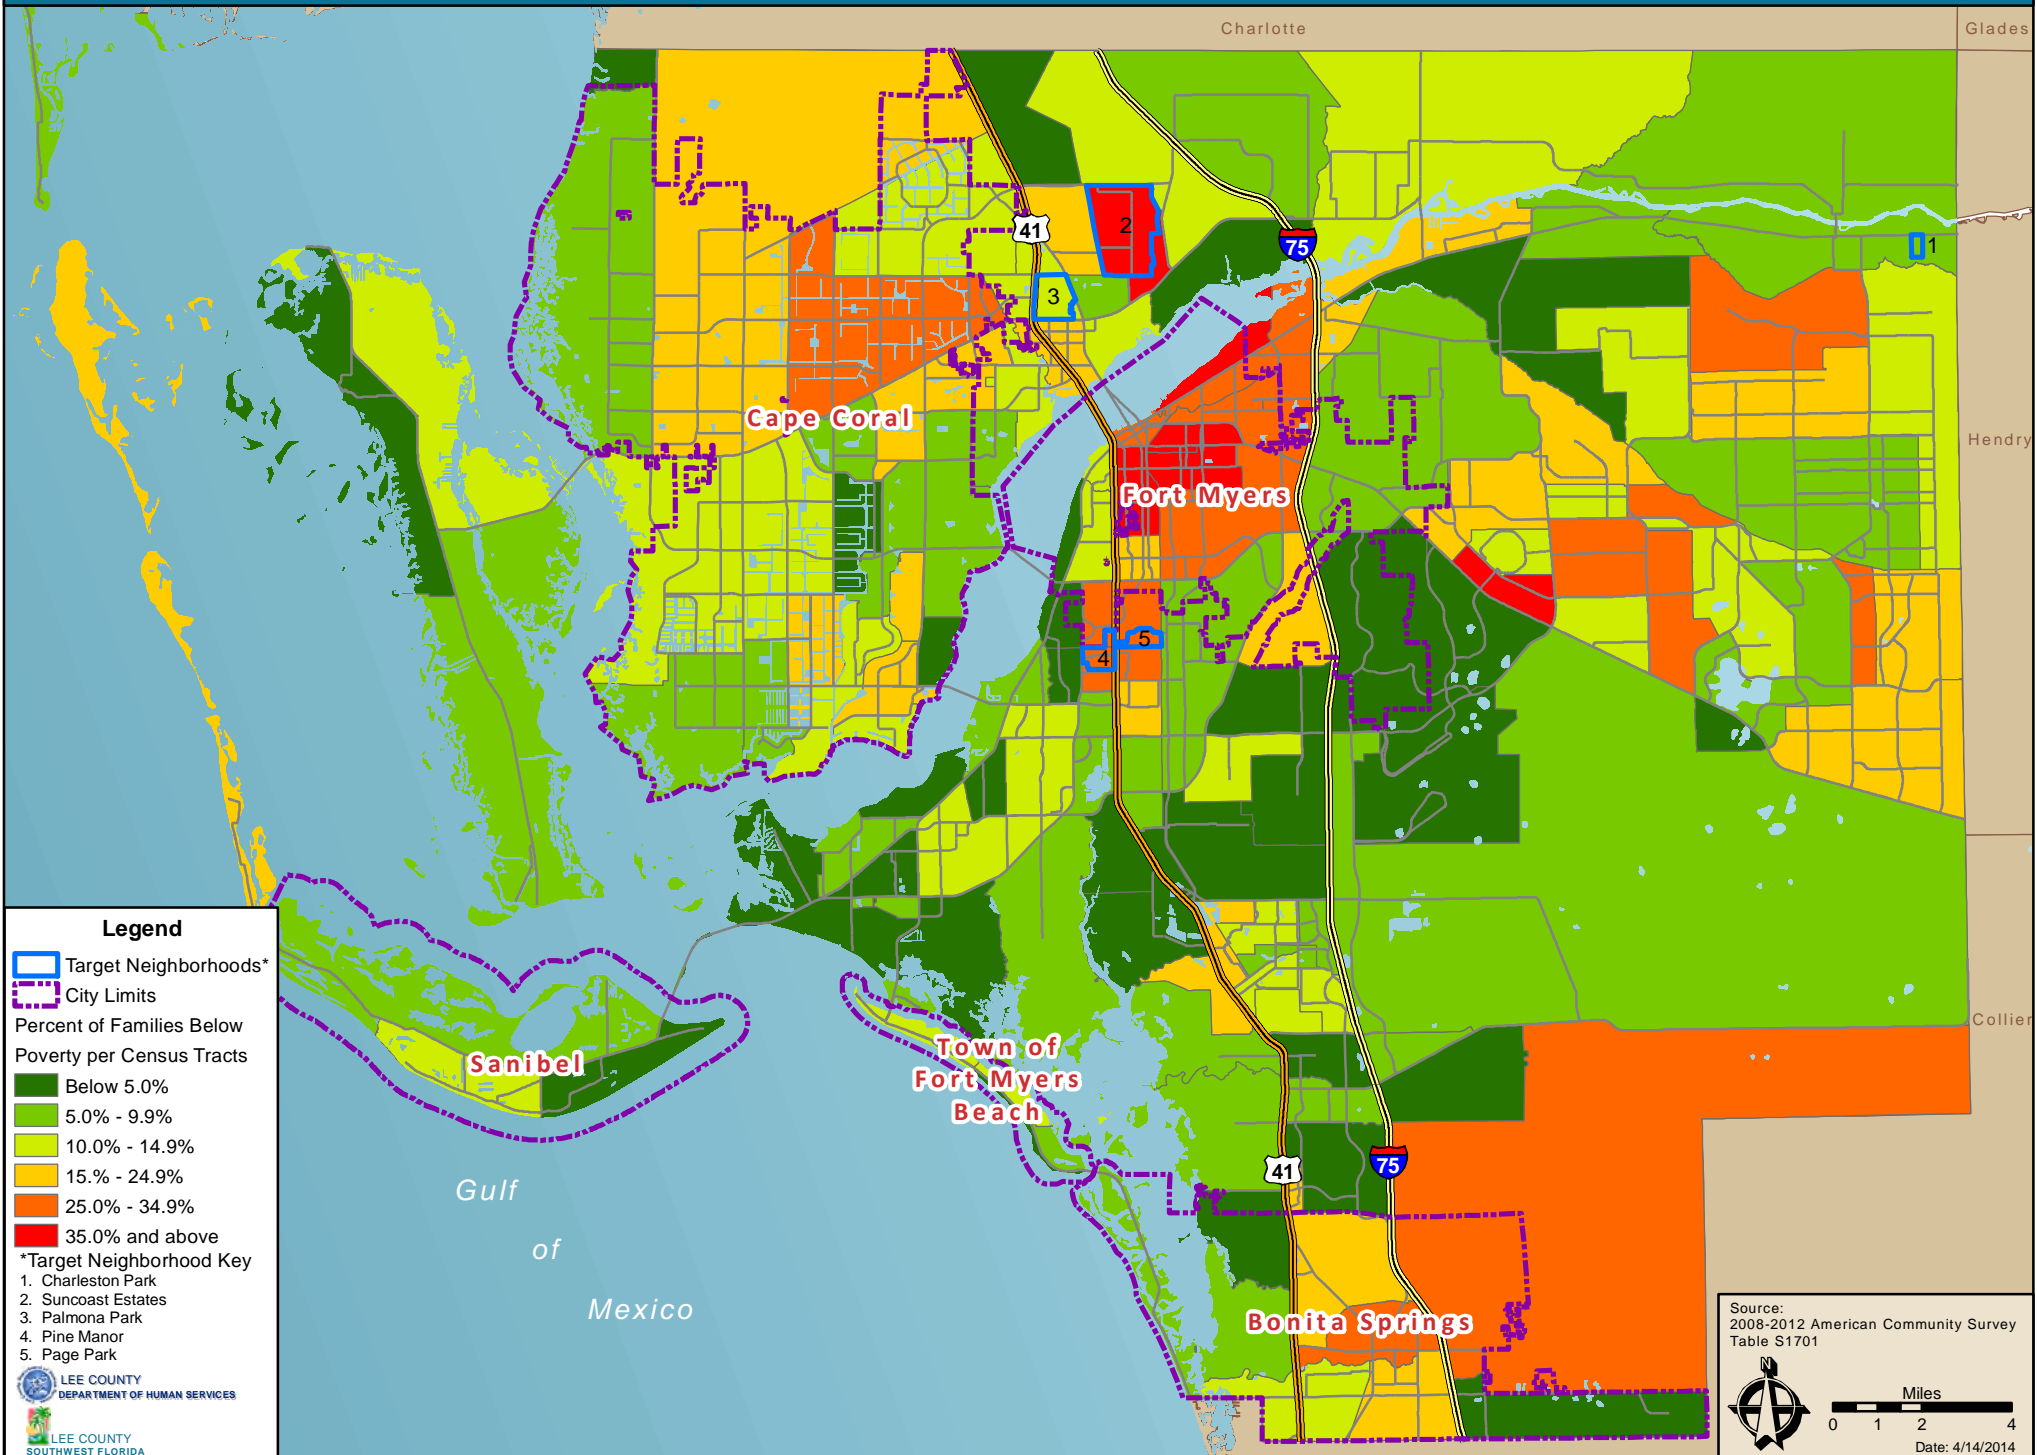 Charlotte
Glades
41
2
75
1
3
Cape Coral
Hendry
Fort Myers
5
4
Legend
Target Neighborhoods*
City Limits
Percent of Families Below
Poverty per Census Tracts
Below 5.0%
5.0% - 9.9%
10.0% - 14.9%
15.% - 24.9%
25.0% - 34.9%
35.0% and above
*Target Neighborhood Key
1. Charleston Park
2. Suncoast Estates
3. Palmona Park
4. Pine Manor
5. Page Park
LEE COUNTY
DEPARTMENT OF HUMAN SERVICES
LEE COUNTY
SOUTHWEST FLORIDA
Sanibel
Town of
Fort Myers
Beach
Collier
Gulf
of
Mexico
41
75
Bonita Springs
Source:
2008-2012 American Community Survey
Table S1701
N
Miles
0 1 2 4
Date: 4/14/2014